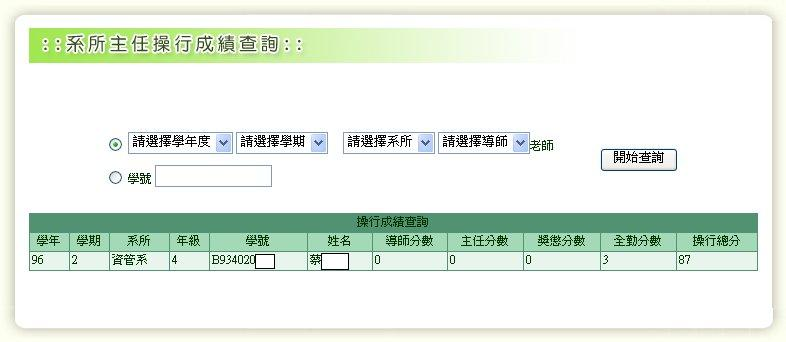 ::系所主任操行成績查詢::
請選擇學年度 請選擇學期 請選擇系所 請選擇導師 老師
開始查詢
學號
操行成績查詢
學年 學期 系所 年級 學號 姓名 導師分數 主任分數 獎懲分數 全勤分數 操行總分
96 2 資管系 4 B934020 蔡 0 0 0 3 87